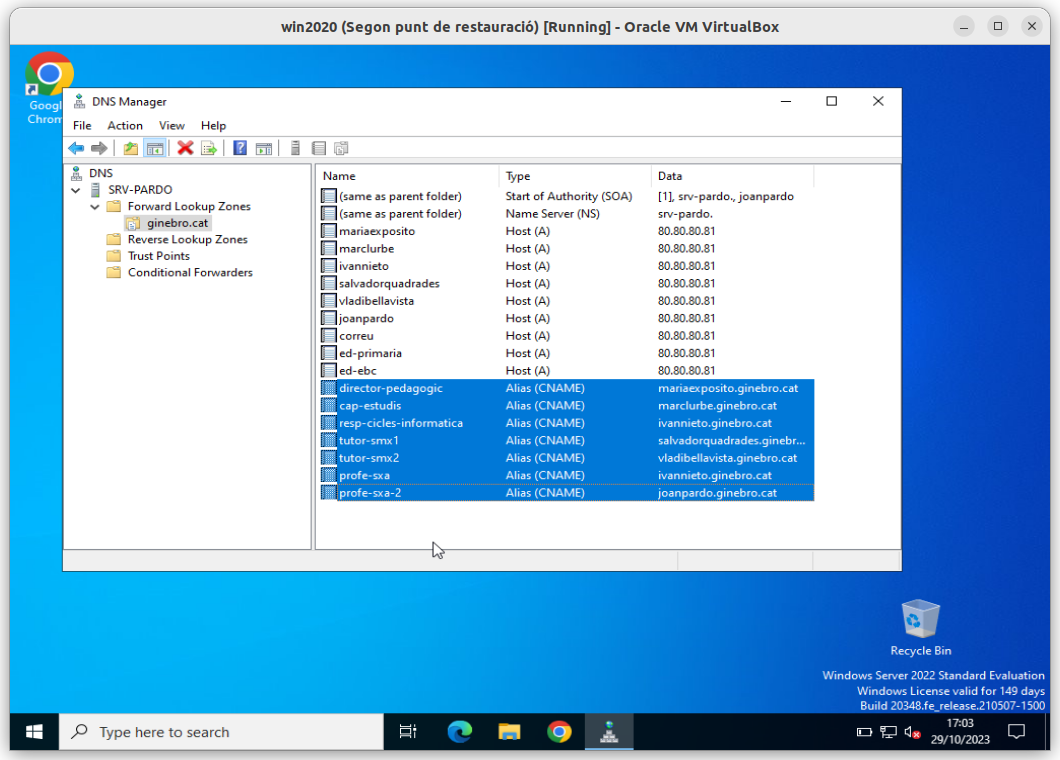 win2020 (Segon punt de restauració) [Running] - Oracle VM VirtualBox
Googl
Chrom
DNS Manager
File Action View Help
DNS
SRV-PARDO
Forward Lookup Zones
ginebro.cat
Reverse Lookup Zones
Trust Points
Conditional Forwarders
Name Type Data
(same as parent folder) Start of Authority (SOA) [1], srv-pardo., joanpardo
(same as parent folder) Name Server (NS) srv-pardo.
mariaexposito Host (A) 80.80.80.81
marclurbe Host (A) 80.80.80.81
ivannieto Host (A) 80.80.80.81
salvadorquadrades Host (A) 80.80.80.81
vladibellavista Host (A) 80.80.80.81
joanpardo Host (A) 80.80.80.81
correu Host (A) 80.80.80.81
ed-primaria Host (A) 80.80.80.81
ed-ebc Host (A) 80.80.80.81
director-pedagogic Alias (CNAME) mariaexposito.ginebro.cat
cap-estudis Alias (CNAME) marclurbe.ginebro.cat
resp-cicles-informatica Alias (CNAME) ivannieto.ginebro.cat
tutor-smx1 Alias (CNAME) salvadorquadrades.ginebr...
tutor-smx2 Alias (CNAME) vladibellavista.ginebro.cat
profe-sxa Alias (CNAME) ivannieto.ginebro.cat
profe-sxa-2 Alias (CNAME) joanpardo.ginebro.cat
Recycle Bin
Windows Server 2022 Standard Evaluation
Windows License valid for 149 days
Build 20348.fe_release.210507-1500
Type here to search
17:03
29/10/2023